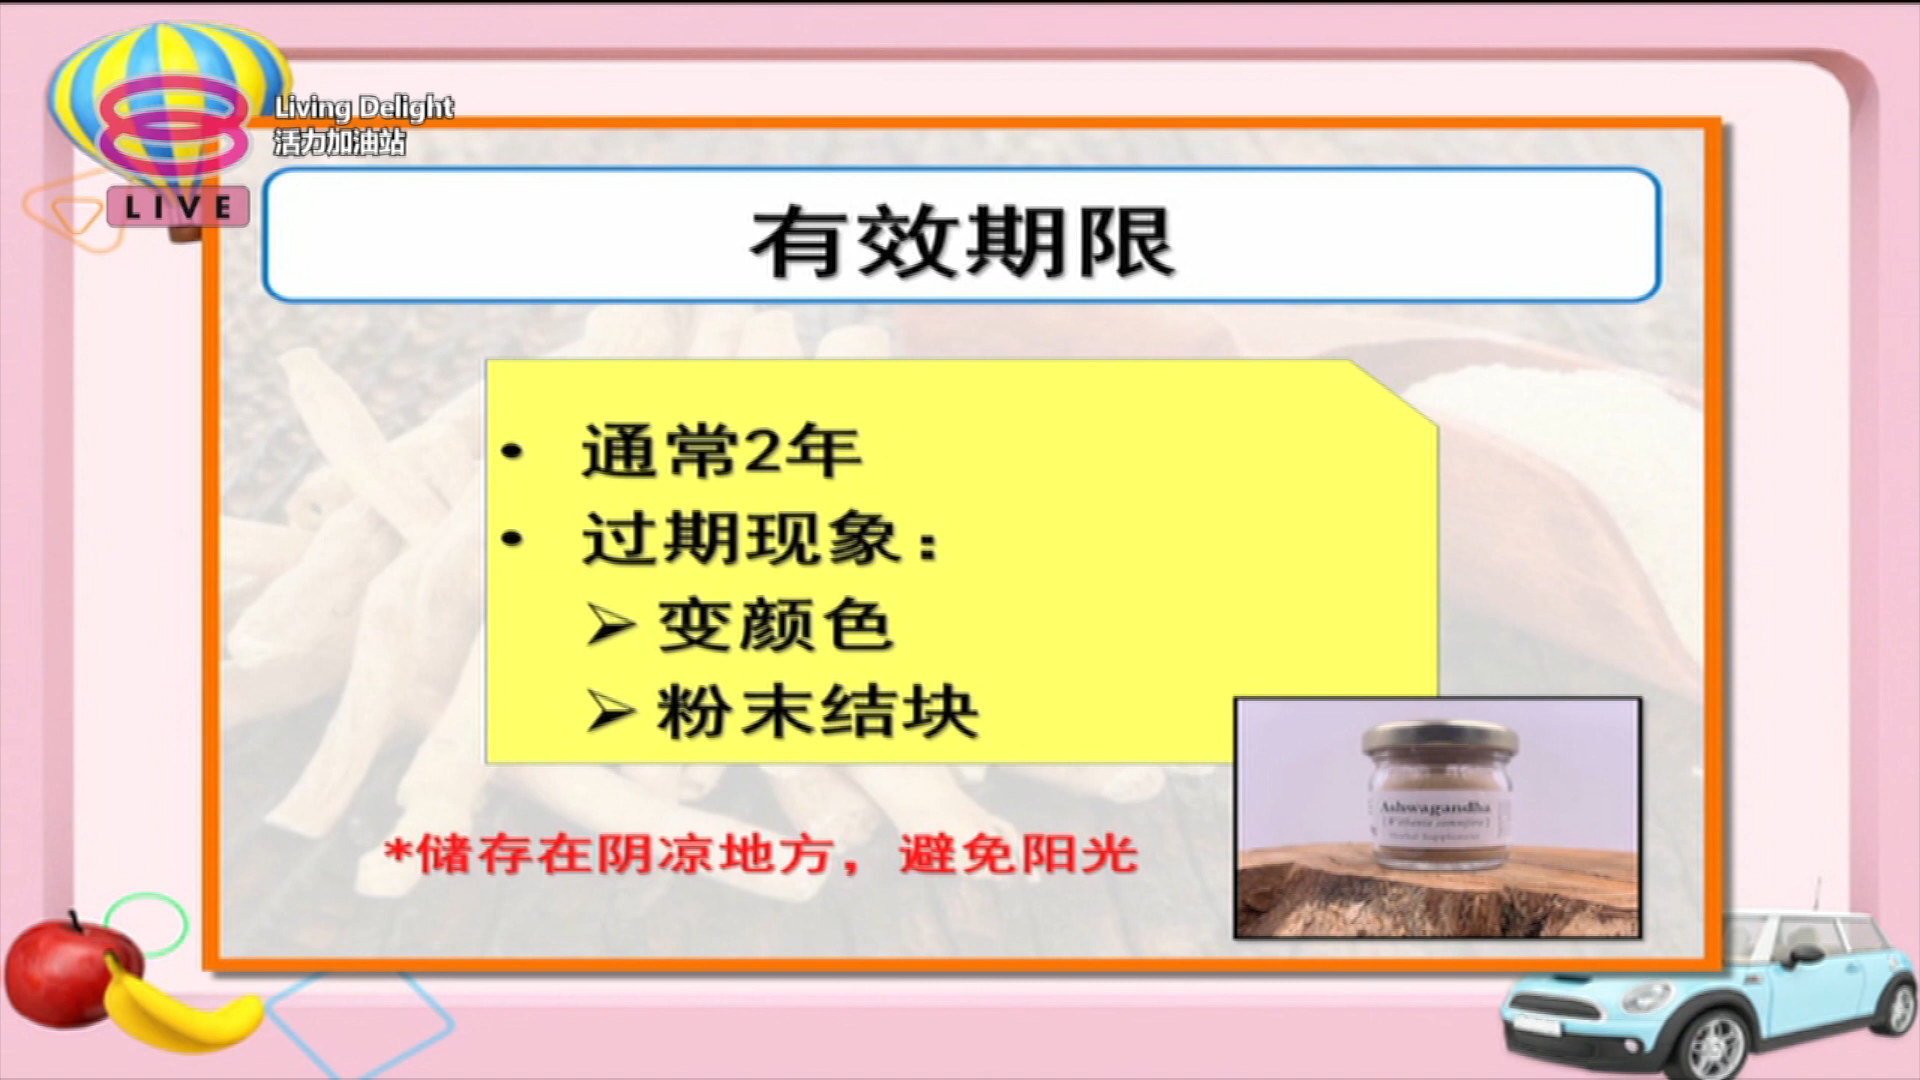 Living Delight
活力加油站
LIVE
有效期限
• 通常2年
• 过期现象：
➢ 变颜色
➢ 粉末结块
*储存在阴凉地方，避免阳光
Ashwagandha